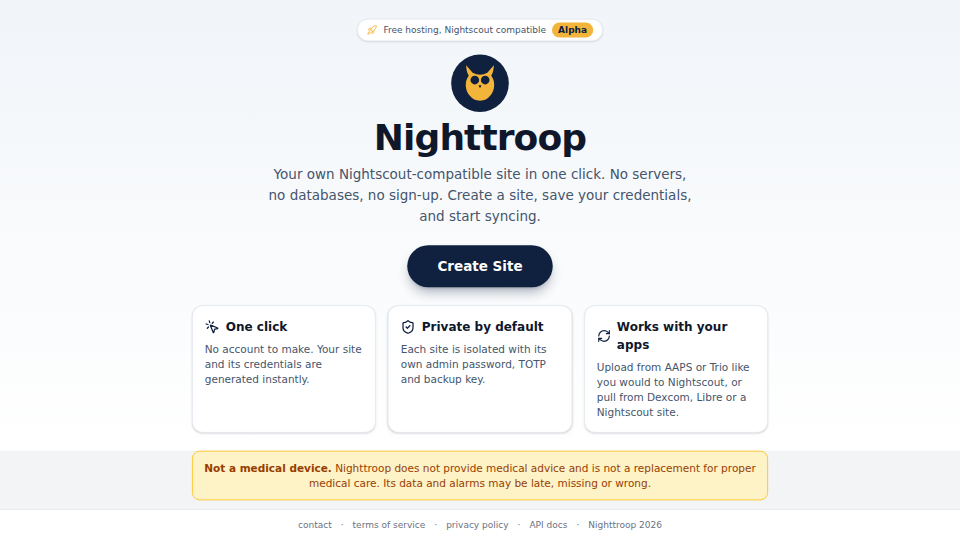 Free hosting, Nightscout compatible Alpha
Nighttroop
Your own Nightscout-compatible site in one click. No servers,
no databases, no sign-up. Create a site, save your credentials,
and start syncing.
Create Site
One click
No account to make. Your site
and its credentials are
generated instantly.
Private by default
Each site is isolated with its
own admin password, TOTP
and backup key.
Works with your
apps
Upload from AAPS or Trio like
you would to Nightscout, or
pull from Dexcom, Libre or a
Nightscout site.
Not a medical device. Nighttroop does not provide medical advice and is not a replacement for proper
medical care. Its data and alarms may be late, missing or wrong.
contact · terms of service · privacy policy · API docs · Nighttroop 2026